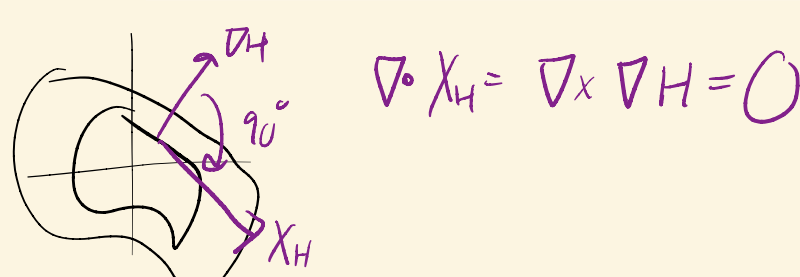 ∇H
∇• X_H = ∇ x ∇ H = 0
90°
X_H